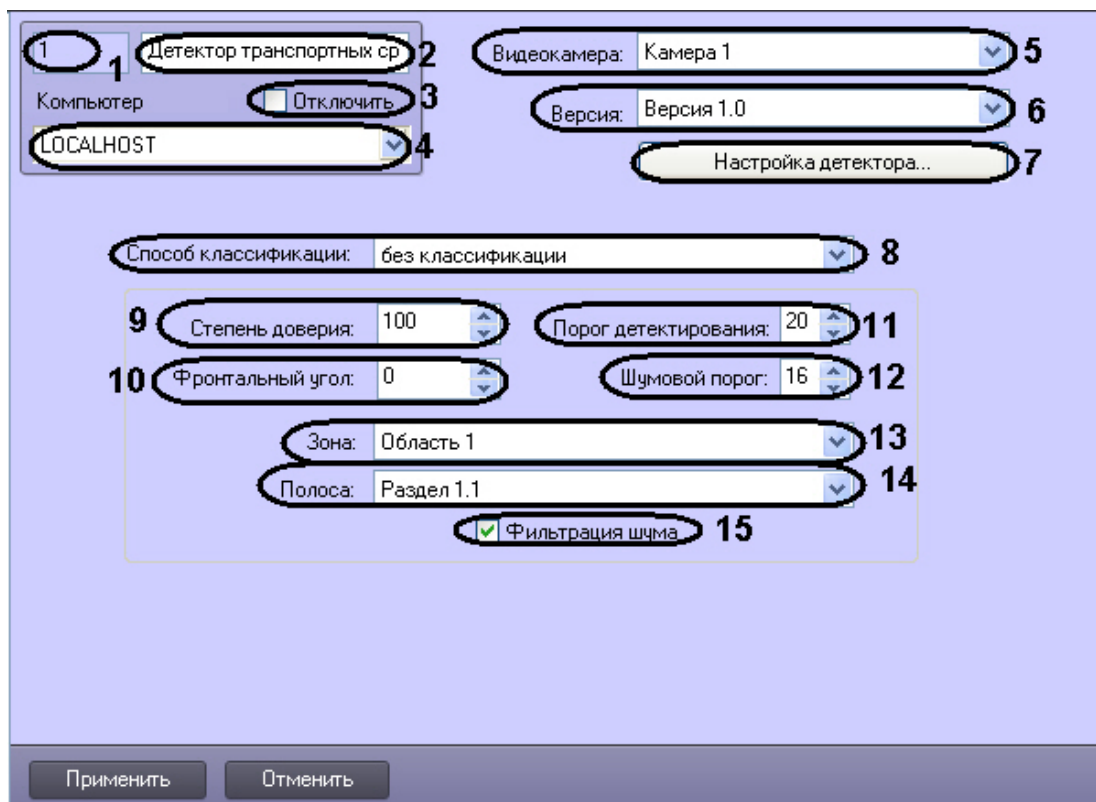 1 1 Детектор транспортных ср 2 Видеокамера: Камера 1 5
Компьютер Отключить 3 Версия: Версия 1.0 6
LOCALHOST 4 Настройка детектора... 7
Способ классификации: без классификации 8
9 Степень доверия: 100 Порог детектирования: 20 11
10 Фронтальный угол: 0 Шумовой порог: 16 12
Зона: Область 1 13
Полоса: Раздел 1.1 14
Фильтрация шума 15
Применить Отменить